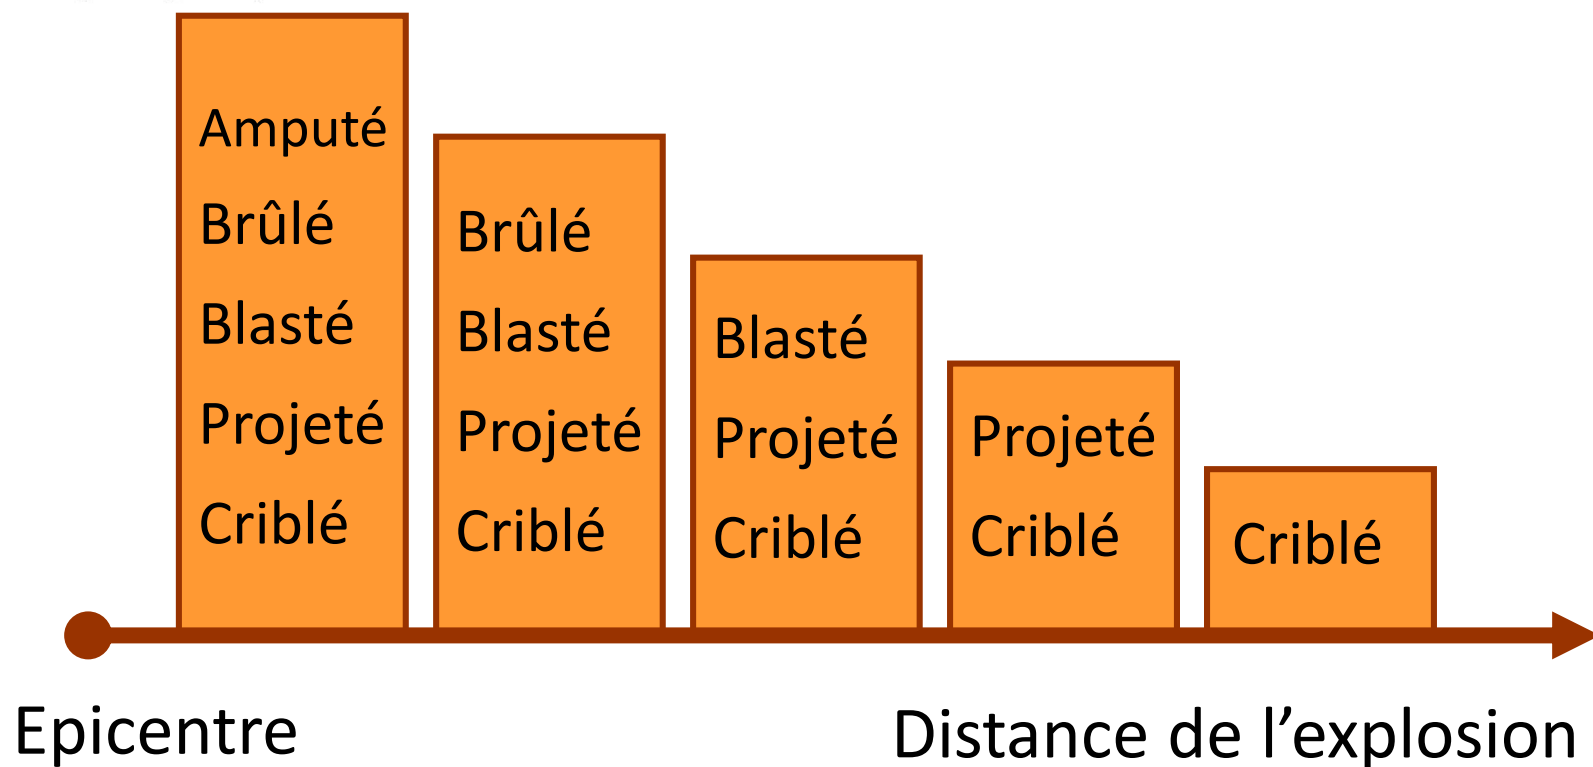 Amputé
Brûlé
Blasté
Projeté
Criblé
Brûlé
Blasté
Projeté
Criblé
Blasté
Projeté
Criblé
Projeté
Criblé
Criblé
Epicentre
Distance de l’explosion